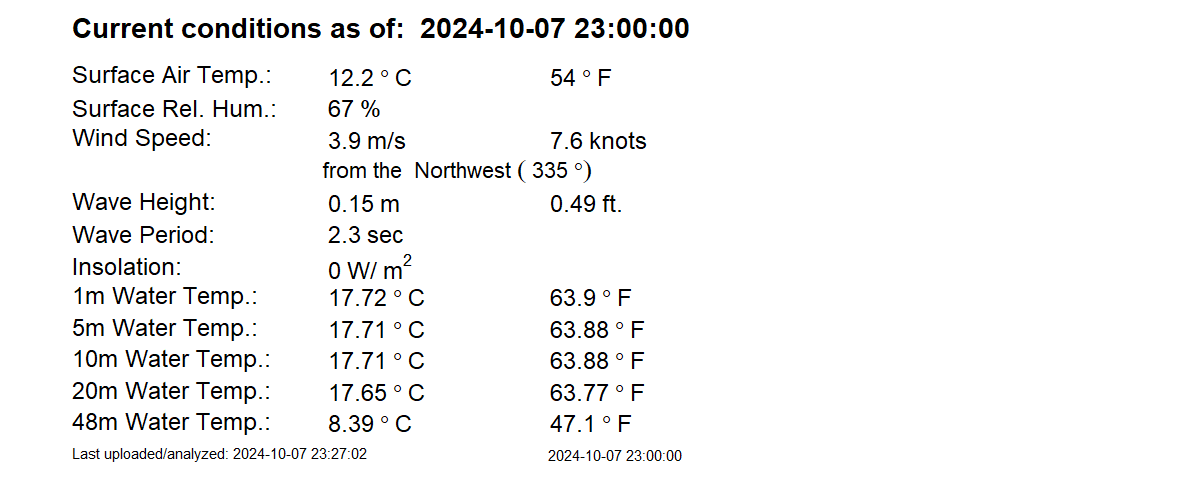 Current conditions as of: 2024-10-07 23:00:00
Surface Air Temp.: 12.2 ° C 54 ° F
Surface Rel. Hum.: 67 %
Wind Speed: 3.9 m/s 7.6 knots
from the Northwest ( 335 °)
Wave Height: 0.15 m 0.49 ft.
Wave Period: 2.3 sec
Insolation: 0 W/ m²
1m Water Temp.: 17.72 ° C 63.9 ° F
5m Water Temp.: 17.71 ° C 63.88 ° F
10m Water Temp.: 17.71 ° C 63.88 ° F
20m Water Temp.: 17.65 ° C 63.77 ° F
48m Water Temp.: 8.39 ° C 47.1 ° F
Last uploaded/analyzed: 2024-10-07 23:27:02 2024-10-07 23:00:00